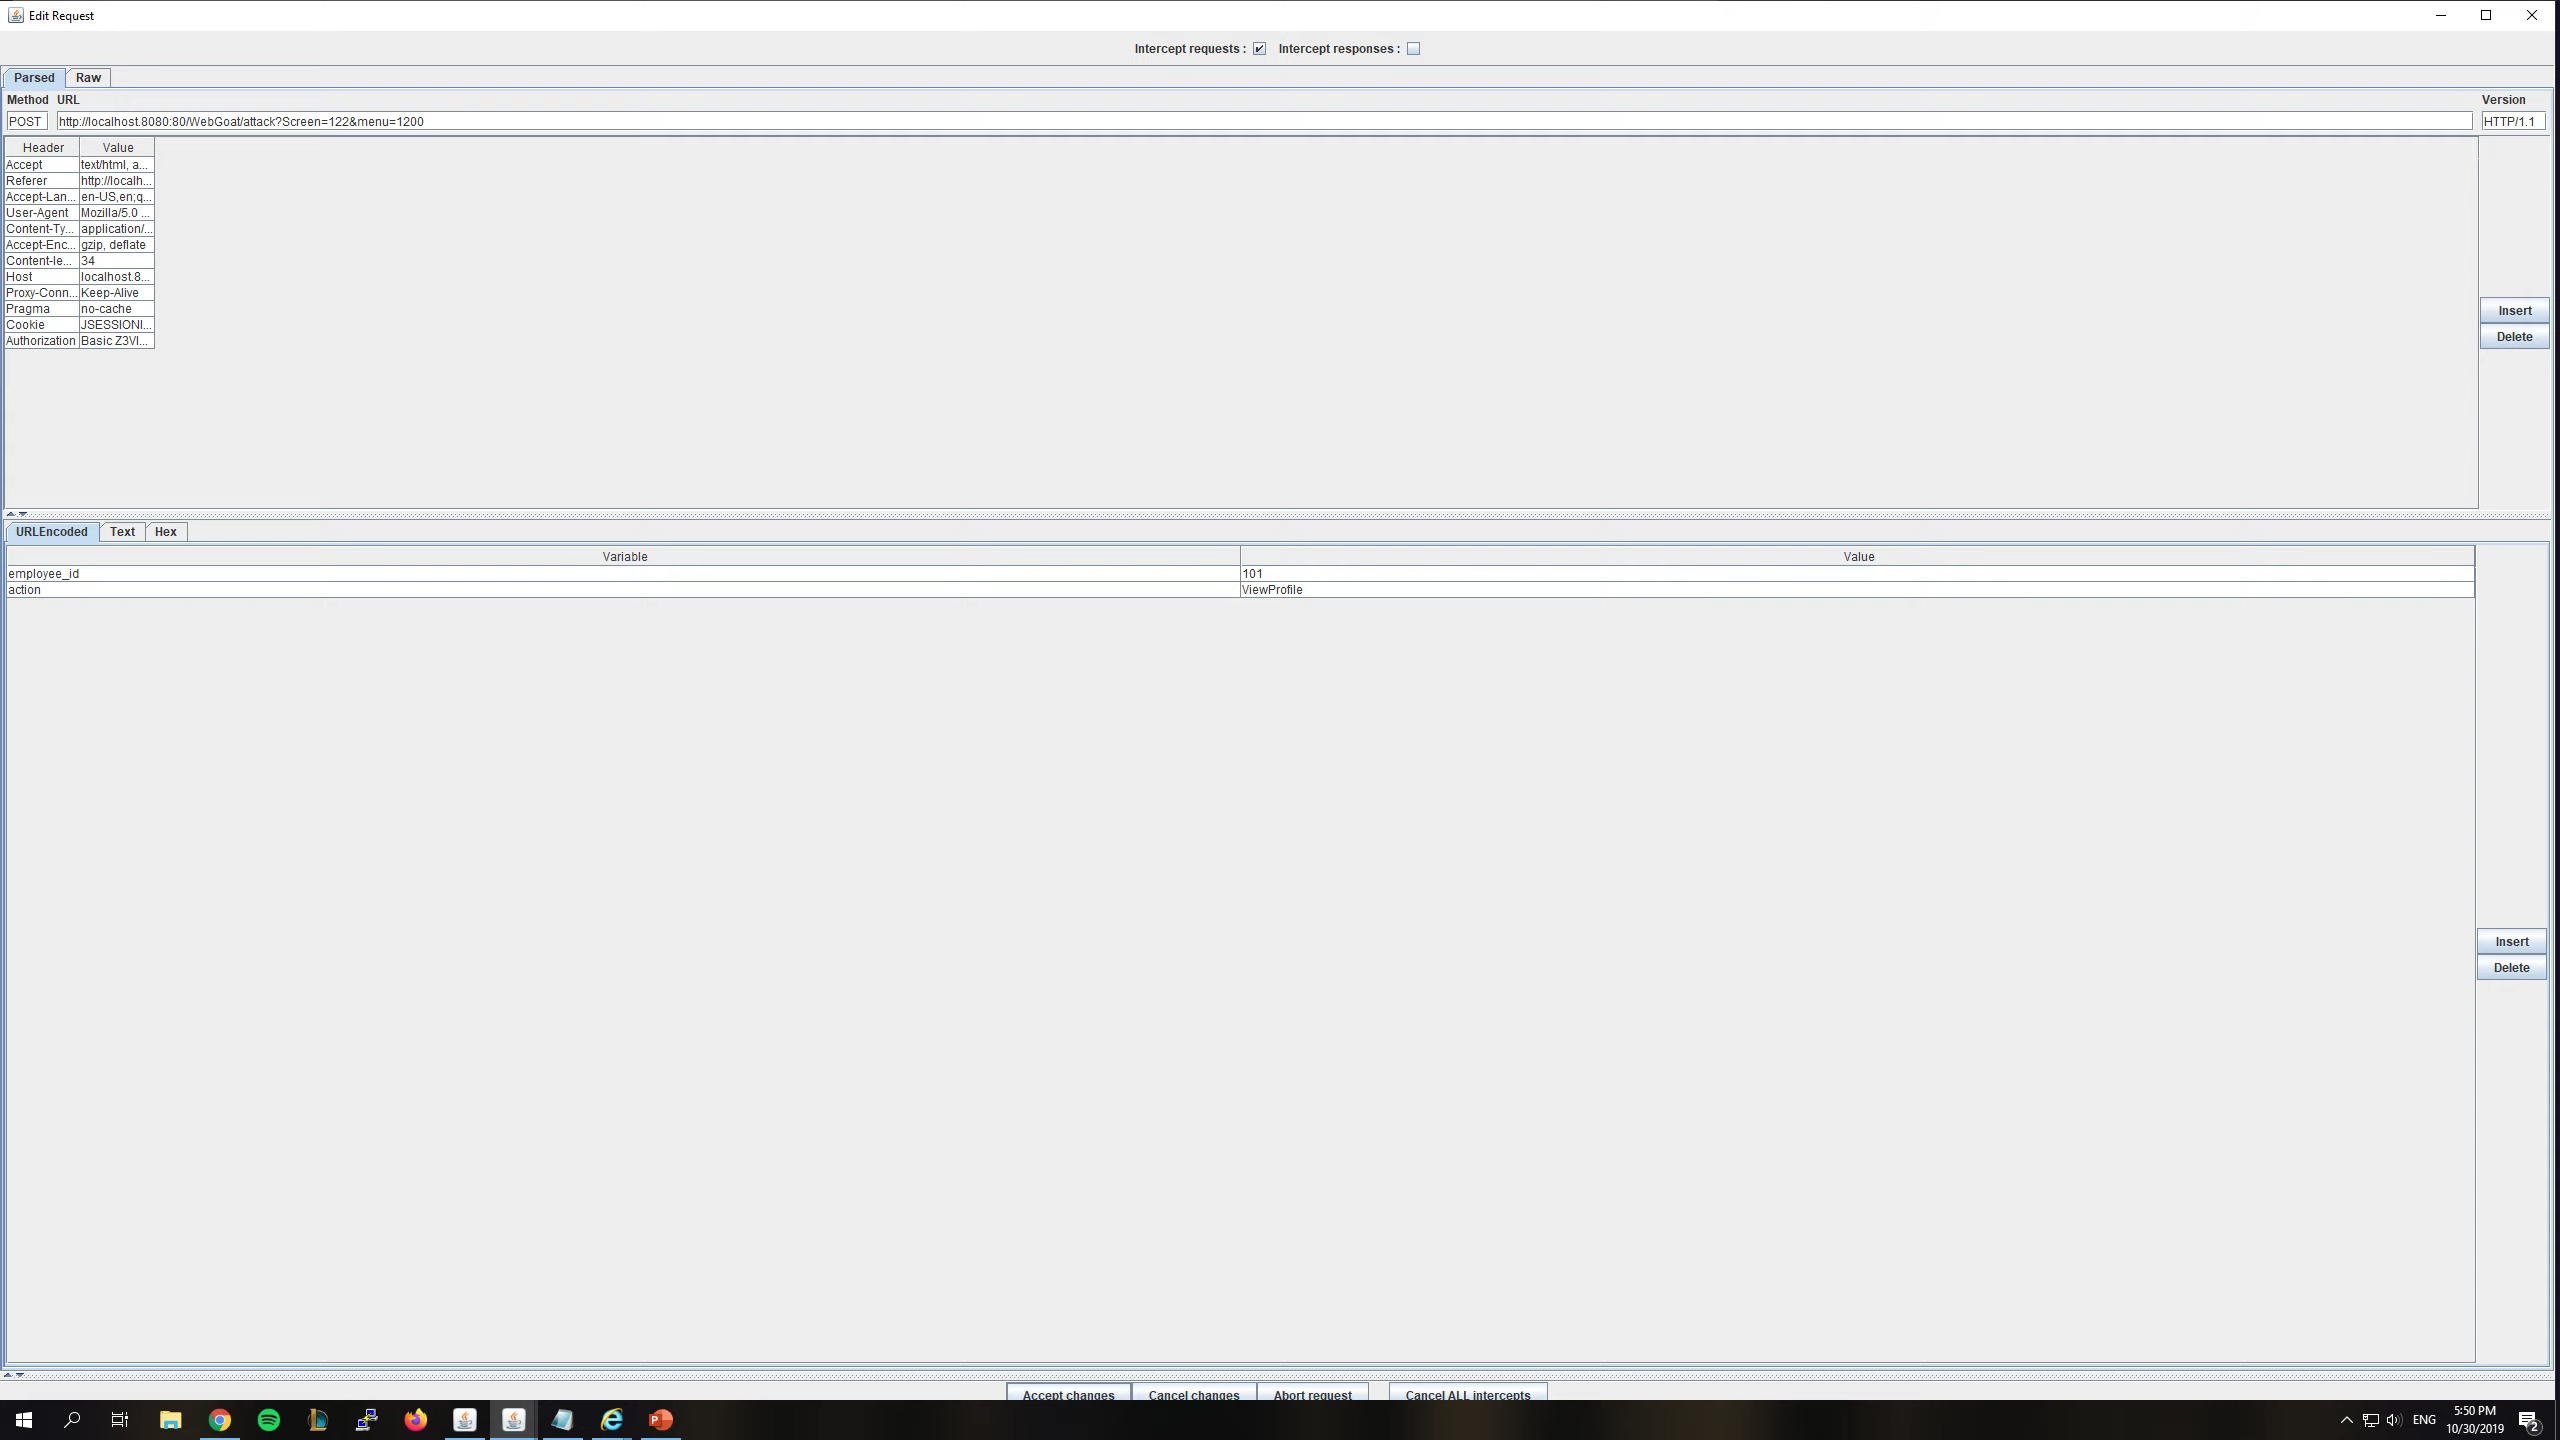 Edit Request
Intercept requests : Intercept responses :
Parsed Raw
Method URL Version
POST http://localhost.8080:80/WebGoat/attack?Screen=122&menu=1200 HTTP/1.1
Header Value
Accept text/html, a...
Referer http://localh...
Accept-Lan... en-US,en;q...
User-Agent Mozilla/5.0 ...
Content-Ty... application/...
Accept-Enc... gzip, deflate
Content-le... 34
Host localhost.8...
Proxy-Conn... Keep-Alive
Pragma no-cache
Insert
Cookie JSESSIONI...
Delete
Authorization Basic Z3Vl...
URLEncoded Text Hex
Variable Value
employee_id 101
action ViewProfile
Insert
Delete
Accept changes Cancel changes Abort request Cancel ALL intercepts
5:50 PM
ENG
10/30/2019
2